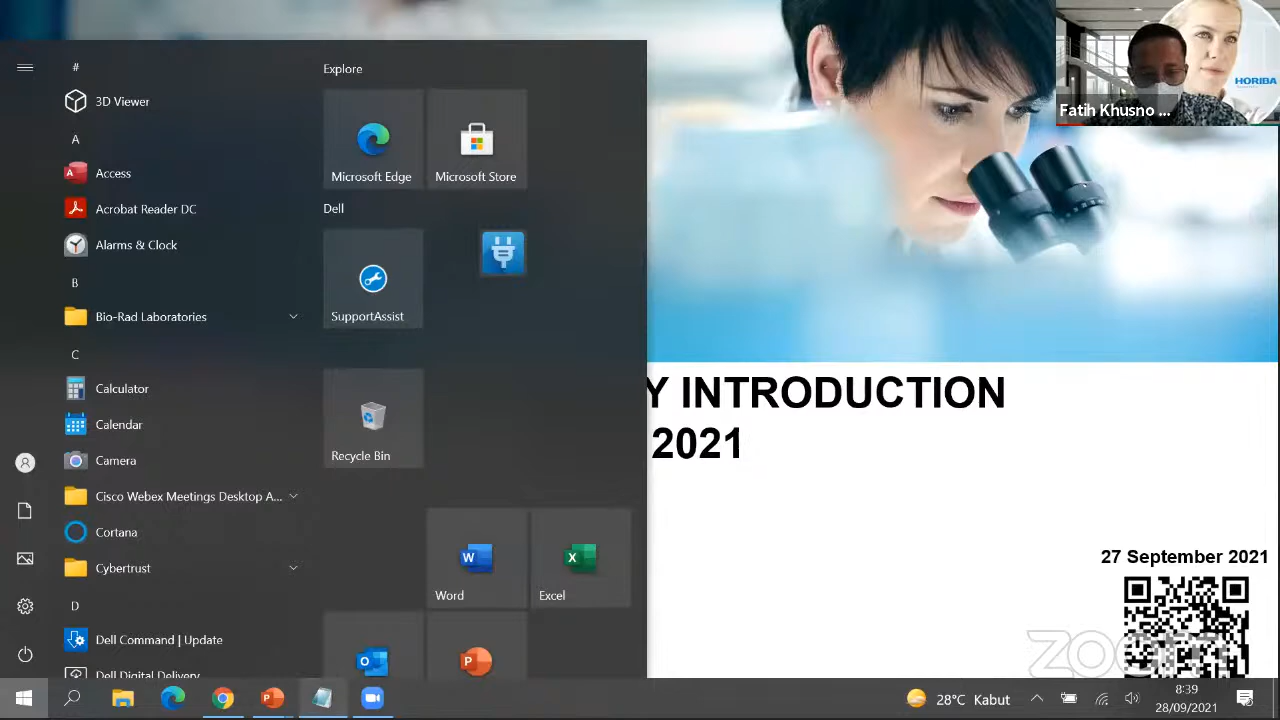 #
3D Viewer
A
Access
Acrobat Reader DC
Alarms & Clock
B
Bio-Rad Laboratories
C
Calculator
Calendar
Camera
Cisco Webex Meetings Desktop A...
Cortana
Cybertrust
D
Dell Command | Update
Dell Digital Delivery
Explore
Microsoft Edge
Microsoft Store
Dell
SupportAssist
Recycle Bin
Word
Excel
Y INTRODUCTION
2021
27 September 2021
zoom
HORIBA
Fatih Khusno ...
28°C Kabut
8:39
28/09/2021